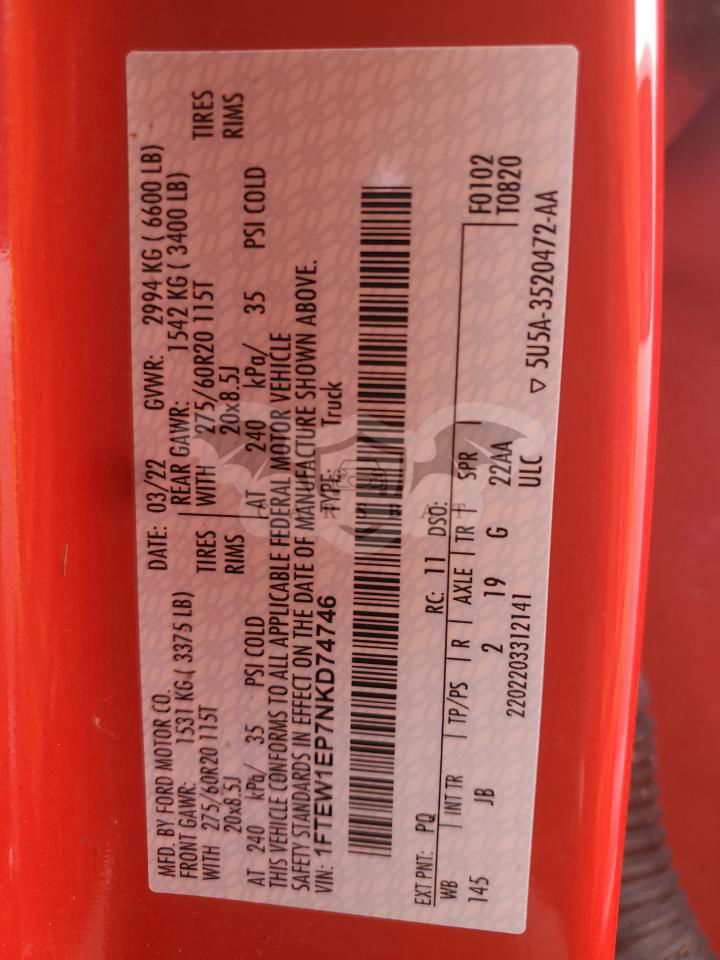 MFD. BY FORD MOTOR CO.
DATE: 03/22 GVWR: 2994 KG ( 6600 LB)
FRONT GAWR: 1531 KG ( 3375 LB) REAR GAWR: 1542 KG ( 3400 LB)
WITH 275/60R20 115T TIRES WITH 275/60R20 115T TIRES
20x8.5J RIMS 20x8.5J RIMS
AT 240 kPa/ 35 PSI COLD AT 240 kPa/ 35 PSI COLD
THIS VEHICLE CONFORMS TO ALL APPLICABLE FEDERAL MOTOR VEHICLE
SAFETY STANDARDS IN EFFECT ON THE DATE OF MANUFACTURE SHOWN ABOVE.
VIN: 1FTEW1EP7NKD74746 TYPE: Truck
EXT PNT: PQ RC: 11 DSO: F0102
WB INT TR TP/PS R AXLE TR SPR T0820
145 JB 2 19 G 22AA
2202203312141 ULC
▽ 5U5A-3520472-AA